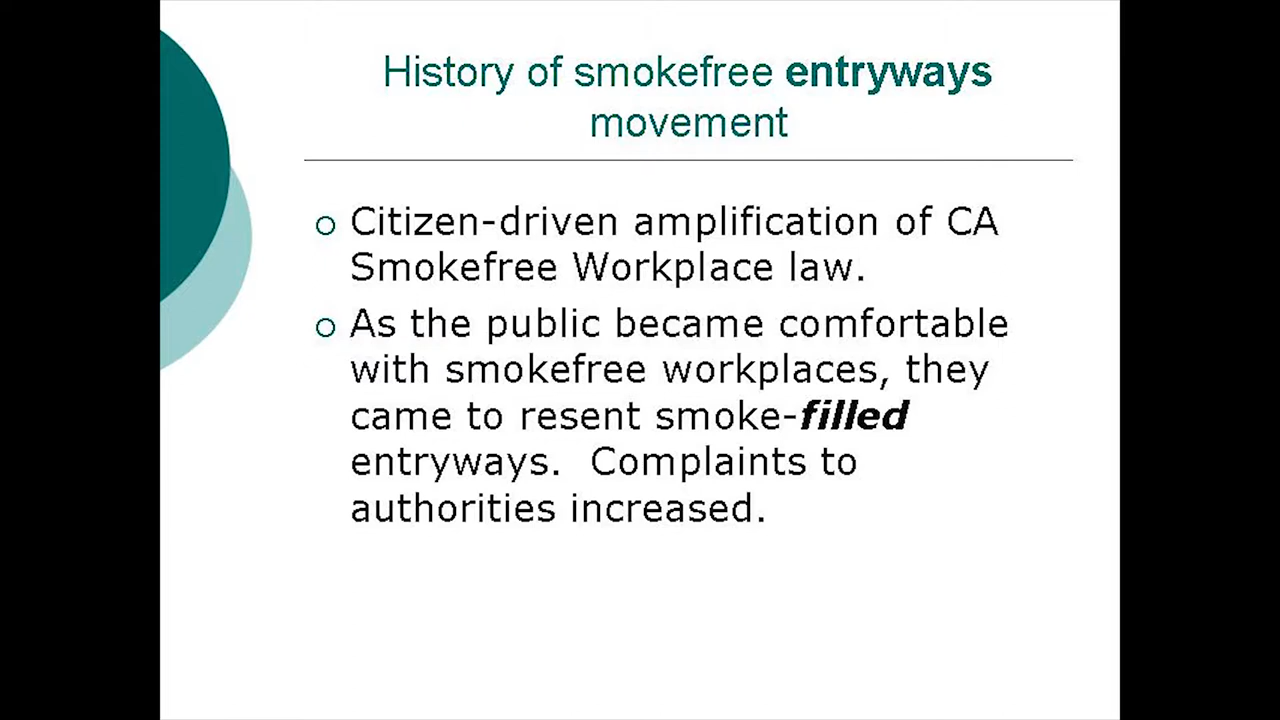 History of smokefree entryways
movement
Citizen-driven amplification of CA
Smokefree Workplace law.
As the public became comfortable
with smokefree workplaces, they
came to resent smoke-filled
entryways.  Complaints to
authorities increased.